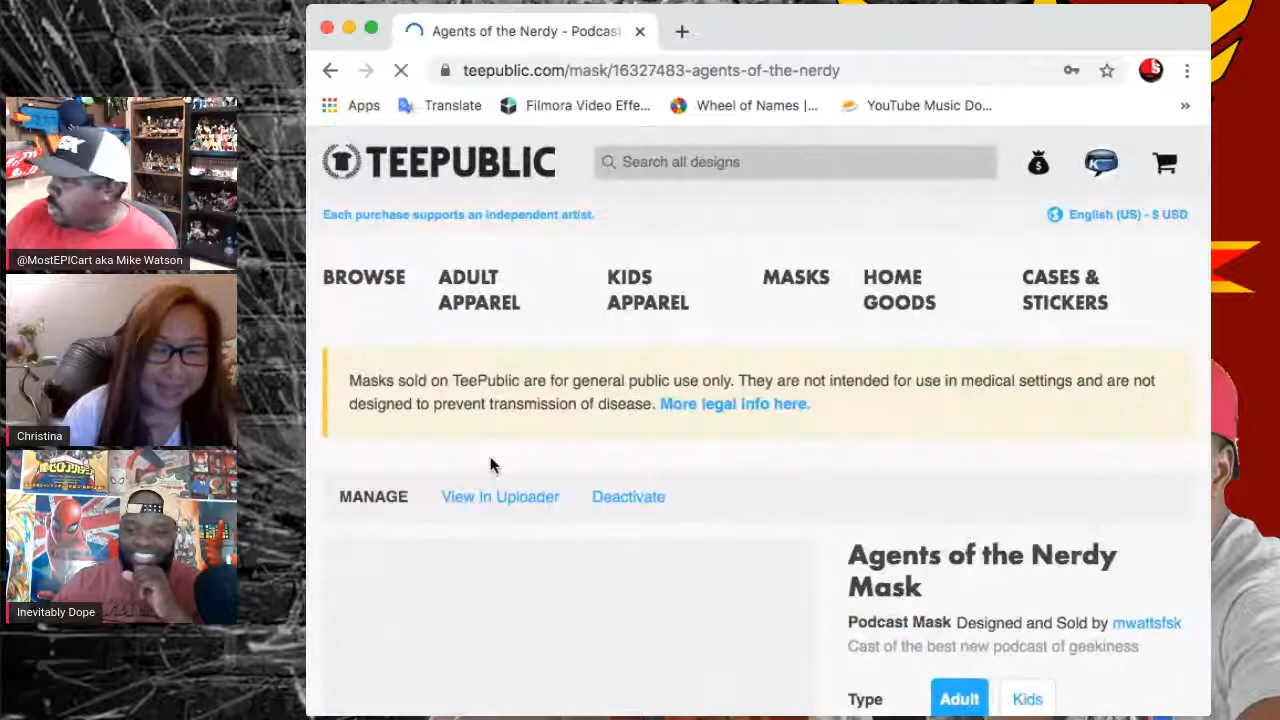 Agents of the Nerdy - Podcast
teepublic.com/mask/16327483-agents-of-the-nerdy
Apps
Translate
Filmora Video Effe...
Wheel of Names |...
YouTube Music Do...
»
TEEPUBLIC
Search all designs
Each purchase supports an independent artist.
English (US) - $ USD
BROWSE
ADULT
APPAREL
KIDS
APPAREL
MASKS
HOME
GOODS
CASES &
STICKERS
Masks sold on TeePublic are for general public use only. They are not intended for use in medical settings and are not
designed to prevent transmission of disease. More legal info here.
MANAGE View In Uploader Deactivate
Agents of the Nerdy
Mask
Podcast Mask Designed and Sold by mwattsfsk
Cast of the best new podcast of geekiness
Type Adult Kids
@MostEPICart aka Mike Watson
Christina
Inevitably Dope